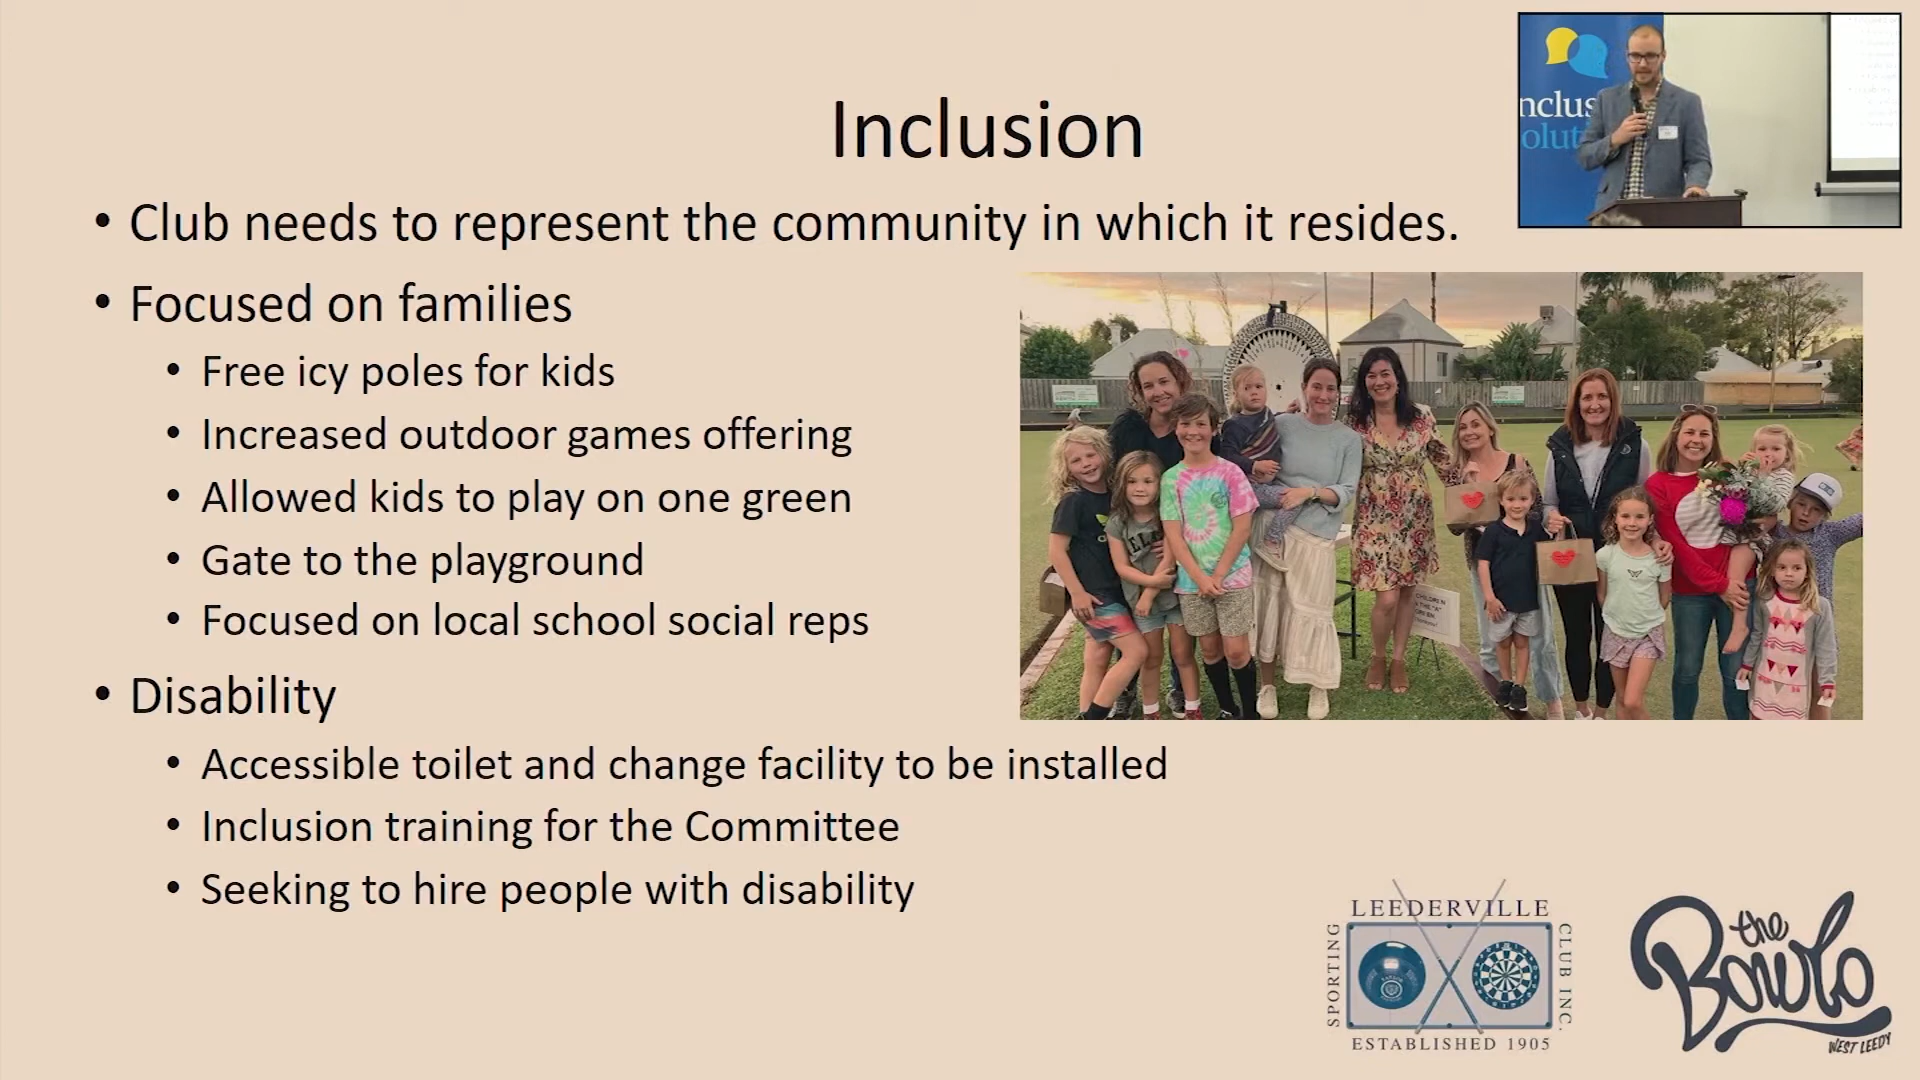 Inclusion
• Club needs to represent the community in which it resides.
• Focused on families
• Free icy poles for kids
• Increased outdoor games offering
• Allowed kids to play on one green
• Gate to the playground
• Focused on local school social reps
• Disability
• Accessible toilet and change facility to be installed
• Inclusion training for the Committee
• Seeking to hire people with disability
nclus
olut
CHILDREN
LEEDERVILLE
SPORTING
CLUB INC.
ESTABLISHED 1905
the
Bowlo
WEST LEEDY